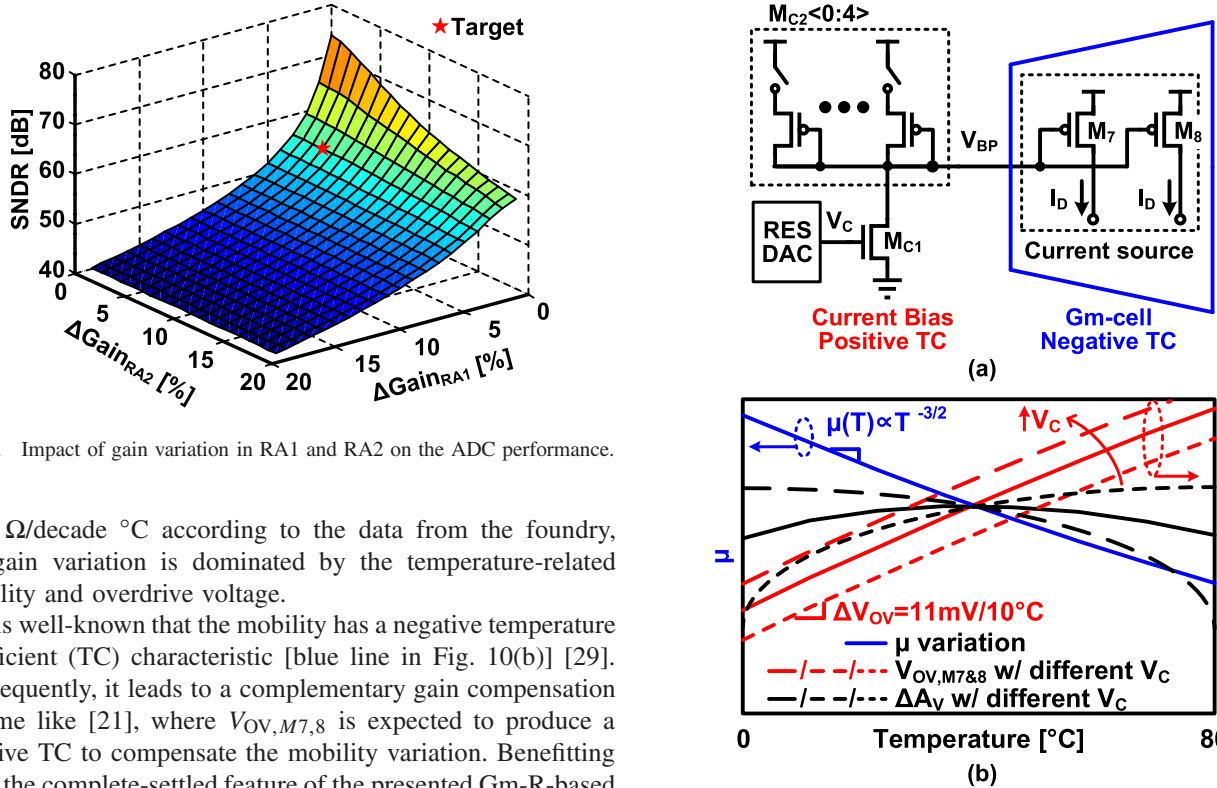 ★Target
80
70
60
50
40
SNDR [dB]
0
5
10
15
20
ΔGain_RA2 [%]
20
15
10
5
0
ΔGain_RA1 [%]
Impact of gain variation in RA1 and RA2 on the ADC performance.
Ω/decade °C according to the data from the foundry,
gain variation is dominated by the temperature-related
lity and overdrive voltage.
is well-known that the mobility has a negative temperature
ficient (TC) characteristic [blue line in Fig. 10(b)] [29].
sequently, it leads to a complementary gain compensation
me like [21], where V_OV,M7,8 is expected to produce a
ive TC to compensate the mobility variation. Benefitting
the complete-settled feature of the presented Gm-R-based
M_C2<0:4>
V_BP
M_7
M_8
I_D
I_D
Current source
RES
DAC
V_C
M_C1
Current Bias
Positive TC
Gm-cell
Negative TC
(a)
μ(T)∝T^-3/2
↑V_C
μ
ΔV_OV=11mV/10°C
μ variation
V_OV,M7&8 w/ different V_C
ΔA_V w/ different V_C
0
Temperature [°C]
80
(b)